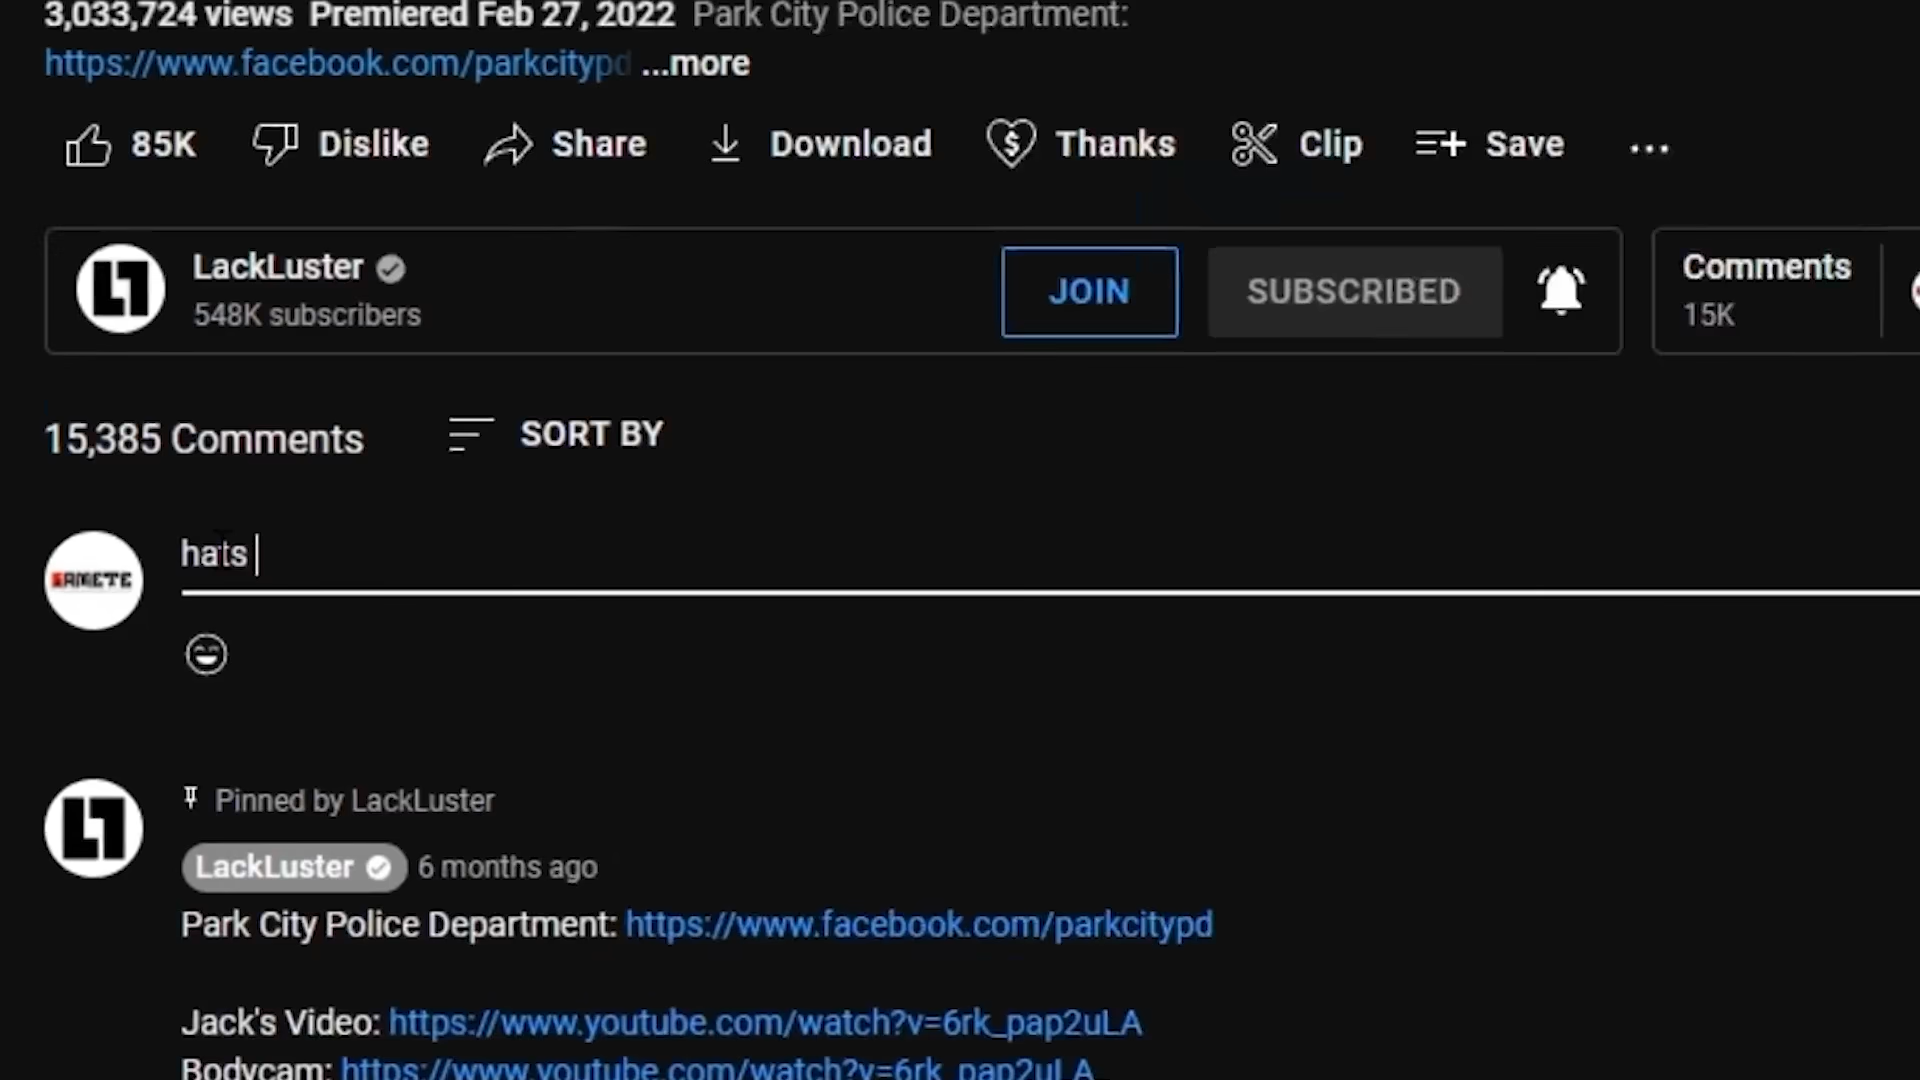 3,033,724 views Premiered Feb 27, 2022 Park City Police Department:
https://www.facebook.com/parkcitypd ...more
85K Dislike Share Download Thanks Clip Save ...
LackLuster
548K subscribers
JOIN SUBSCRIBED
Comments
15K
15,385 Comments SORT BY
hats
Pinned by LackLuster
LackLuster 6 months ago
Park City Police Department: https://www.facebook.com/parkcitypd
Jack's Video: https://www.youtube.com/watch?v=6rk_pap2uLA
Bodycam: https://www.youtube.com/watch?v=6rk_pap2uLA